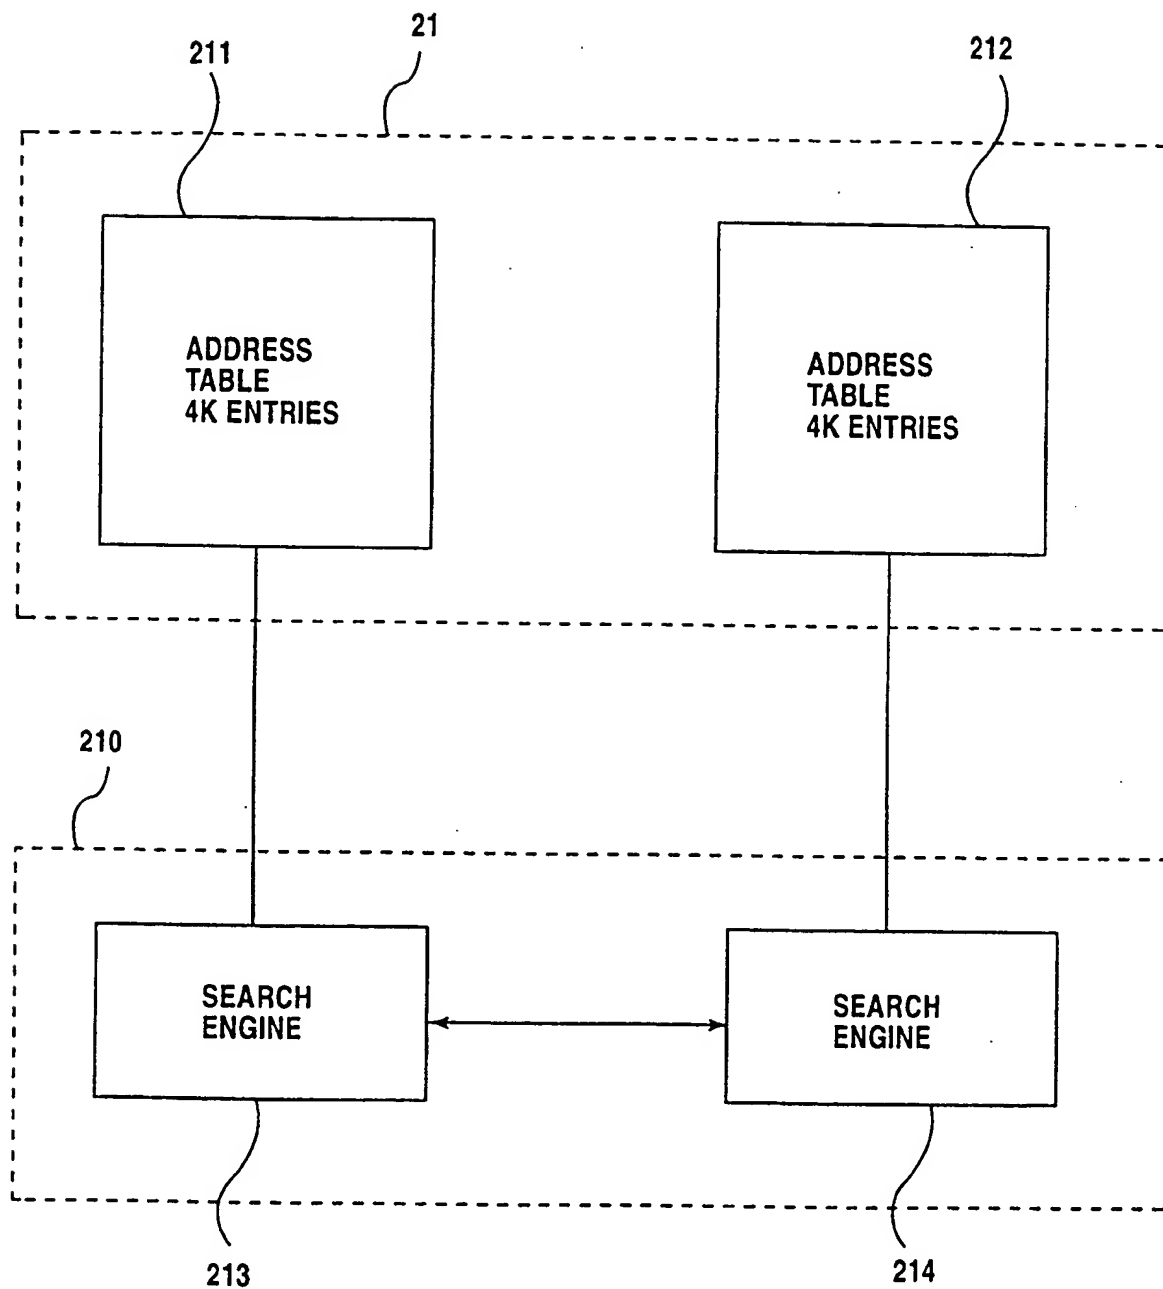 21
211
212
ADDRESS
TABLE
4K ENTRIES
ADDRESS
TABLE
4K ENTRIES
210
SEARCH
ENGINE
SEARCH
ENGINE
213
214